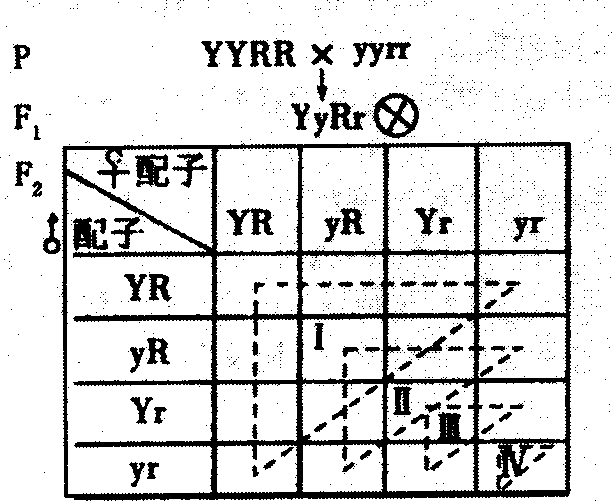 P YYRR × yyrr
F₁ YyRr ⊗
F₂ ♀配子
♂配子 YR yR Yr yr
YR
yR Ⅰ
Yr Ⅱ Ⅲ
yr Ⅳ